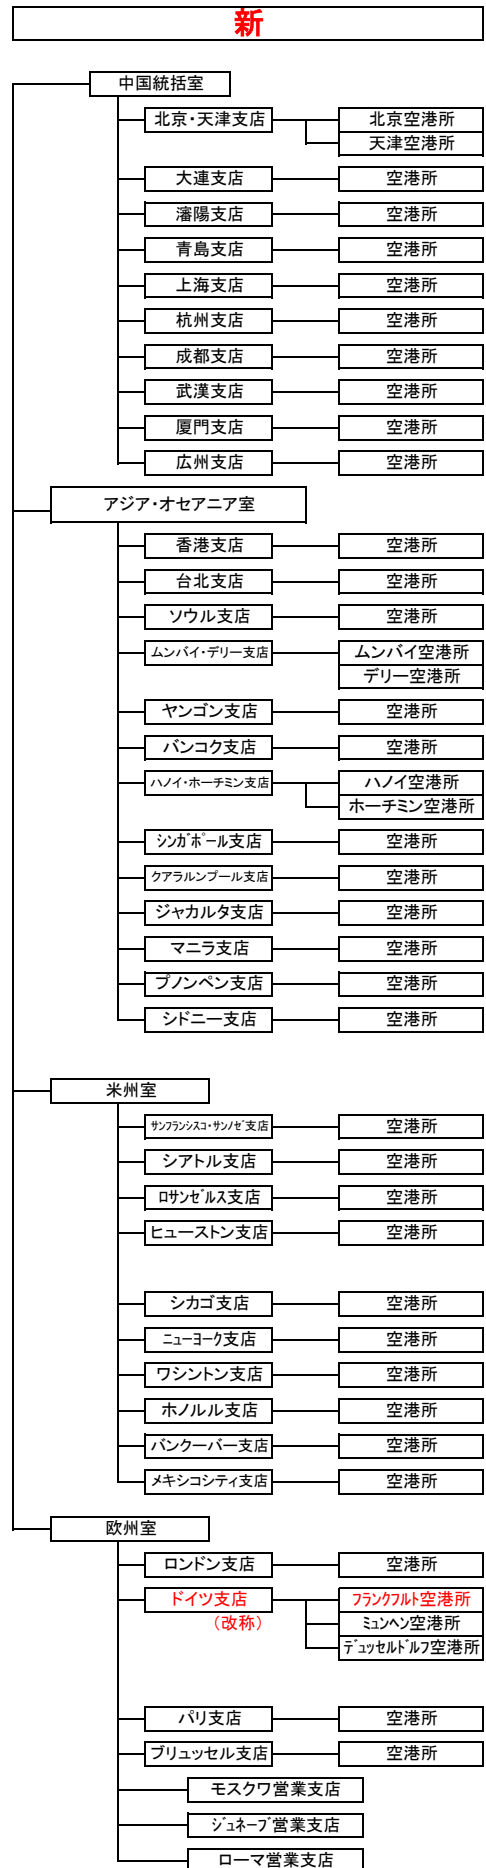 新
中国統括室
北京・天津支店 北京空港所
天津空港所
大連支店 空港所
瀋陽支店 空港所
青島支店 空港所
上海支店 空港所
杭州支店 空港所
成都支店 空港所
武漢支店 空港所
厦門支店 空港所
広州支店 空港所
アジア・オセアニア室
香港支店 空港所
台北支店 空港所
ソウル支店 空港所
ムンバイ・デリー支店 ムンバイ空港所
デリー空港所
ヤンゴン支店 空港所
バンコク支店 空港所
ハノイ・ホーチミン支店 ハノイ空港所
ホーチミン空港所
シンガポール支店 空港所
クアラルンプール支店 空港所
ジャカルタ支店 空港所
マニラ支店 空港所
プノンペン支店 空港所
シドニー支店 空港所
米州室
サンフランシスコ・サンノゼ支店 空港所
シアトル支店 空港所
ロサンゼルス支店 空港所
ヒューストン支店 空港所
シカゴ支店 空港所
ニューヨーク支店 空港所
ワシントン支店 空港所
ホノルル支店 空港所
バンクーバー支店 空港所
メキシコシティ支店 空港所
欧州室
ロンドン支店 空港所
ドイツ支店 フランクフルト空港所
（改称） ミュンヘン空港所
デュッセルドルフ空港所
パリ支店 空港所
ブリュッセル支店 空港所
モスクワ営業支店
ジュネーブ営業支店
ローマ営業支店